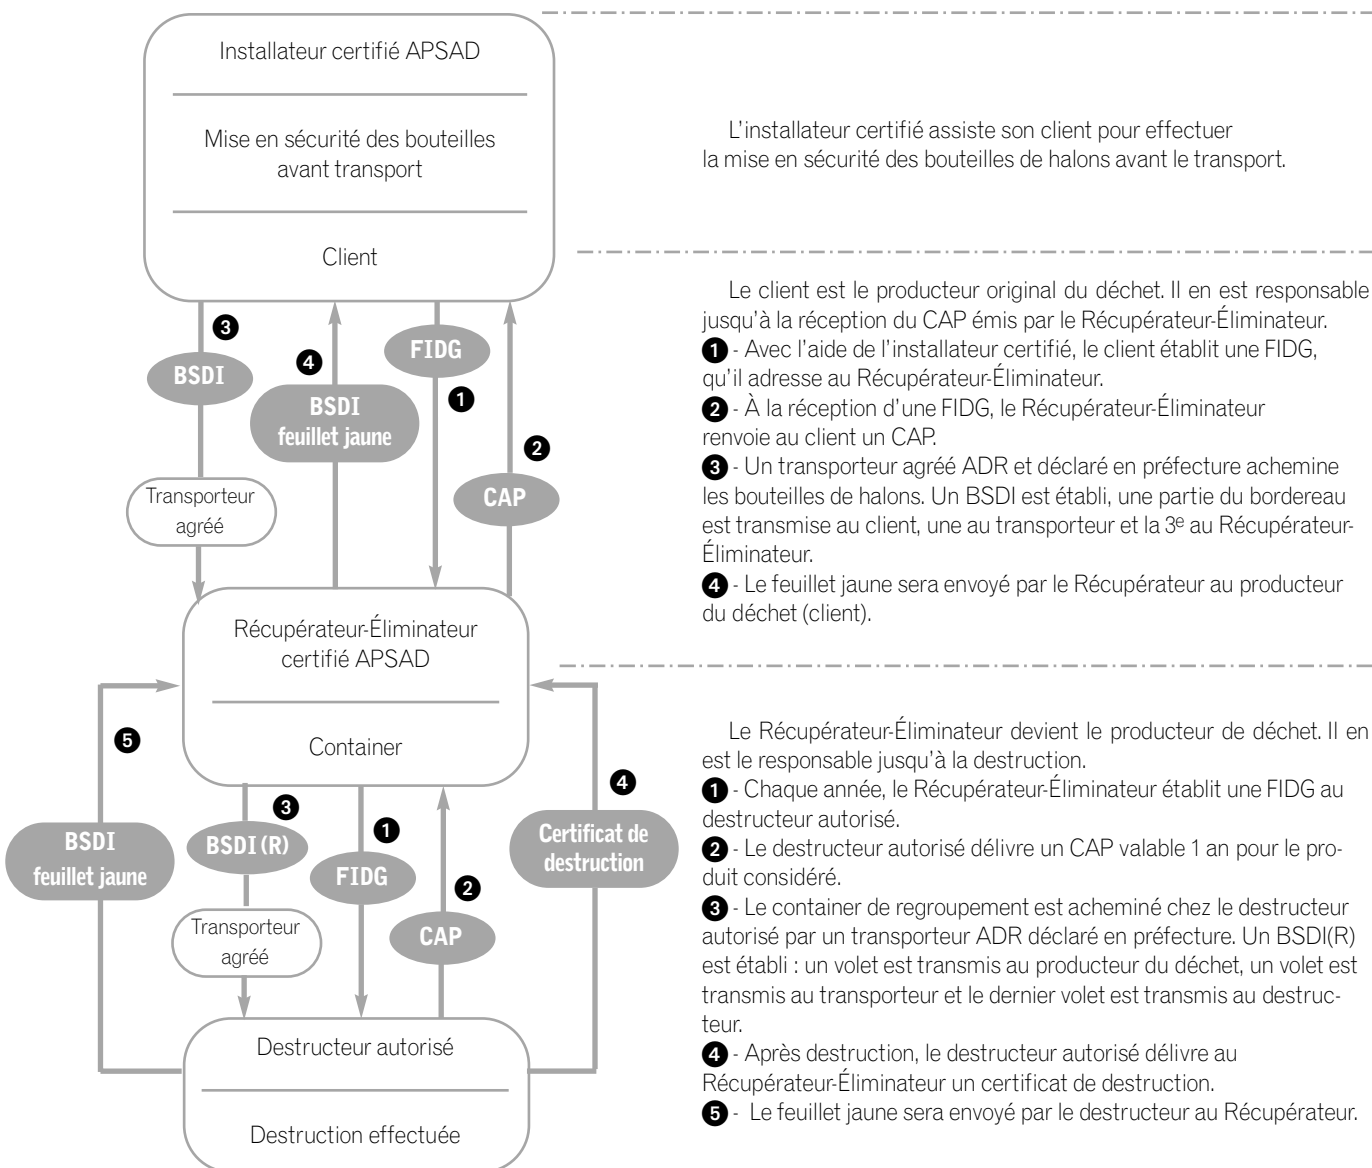 Installateur certifié APSAD
Mise en sécurité des bouteilles
avant transport
Client
L'installateur certifié assiste son client pour effectuer
la mise en sécurité des bouteilles de halons avant le transport.
3
BSDI
4
BSDI
feuillet jaune
FIDG
1
2
CAP
Transporteur
agréé
Le client est le producteur original du déchet. Il en est responsable
jusqu'à la réception du CAP émis par le Récupérateur-Éliminateur.
1 - Avec l'aide de l'installateur certifié, le client établit une FIDG,
qu'il adresse au Récupérateur-Éliminateur.
2 - À la réception d'une FIDG, le Récupérateur-Éliminateur
renvoie au client un CAP.
3 - Un transporteur agréé ADR et déclaré en préfecture achemine
les bouteilles de halons. Un BSDI est établi, une partie du bordereau
est transmise au client, une au transporteur et la 3e au Récupérateur-
Éliminateur.
4 - Le feuillet jaune sera envoyé par le Récupérateur au producteur
du déchet (client).
Récupérateur-Éliminateur
certifié APSAD
Container
5
BSDI
feuillet jaune
3
BSDI(R)
Transporteur
agréé
1
FIDG
2
CAP
4
Certificat de
destruction
Le Récupérateur-Éliminateur devient le producteur de déchet. Il en
est le responsable jusqu'à la destruction.
1 - Chaque année, le Récupérateur-Éliminateur établit une FIDG au
destructeur autorisé.
2 - Le destructeur autorisé délivre un CAP valable 1 an pour le pro-
duit considéré.
3 - Le container de regroupement est acheminé chez le destructeur
autorisé par un transporteur ADR déclaré en préfecture. Un BSDI(R)
est établi : un volet est transmis au producteur du déchet, un volet est
transmis au transporteur et le dernier volet est transmis au destruc-
teur.
4 - Après destruction, le destructeur autorisé délivre au
Récupérateur-Éliminateur un certificat de destruction.
5 - Le feuillet jaune sera envoyé par le destructeur au Récupérateur.
Destructeur autorisé
Destruction effectuée